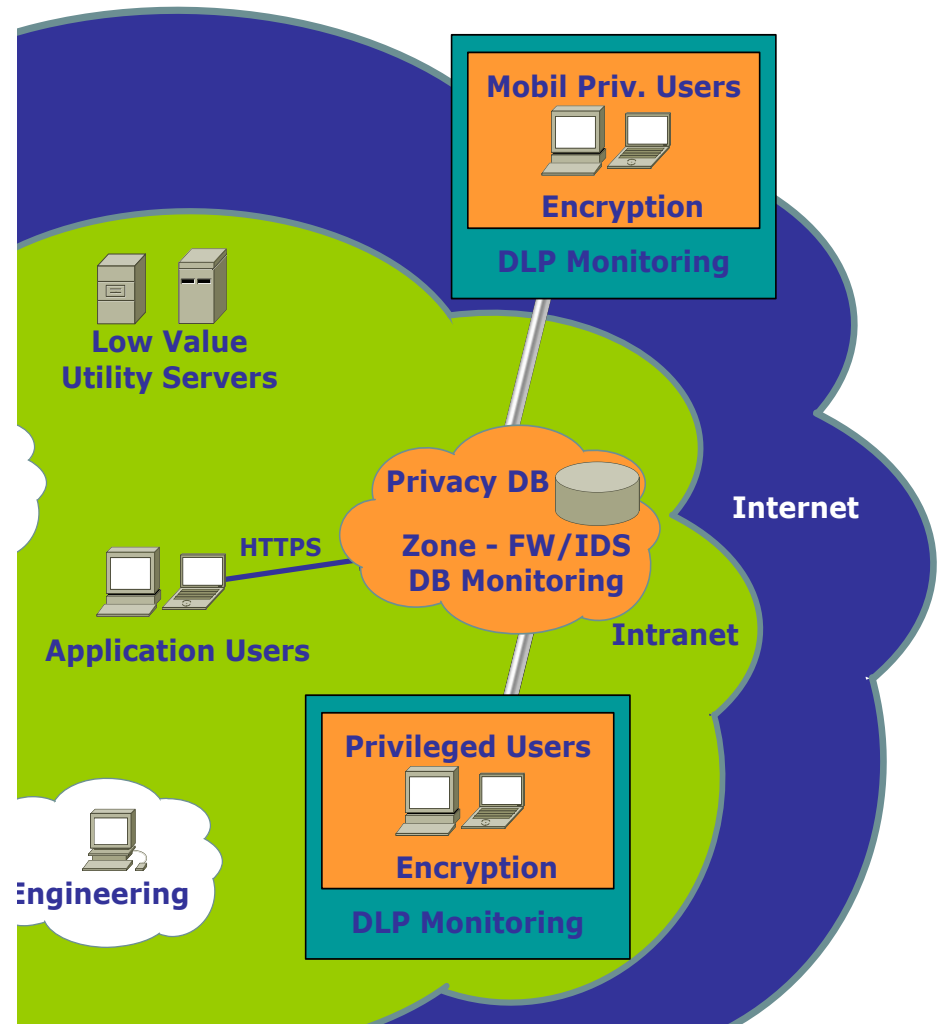 Mobil Priv. Users
Encryption
DLP Monitoring
Low Value
Utility Servers
Privacy DB
Internet
HTTPS
Zone - FW/IDS
DB Monitoring
Intranet
Application Users
Privileged Users
Encryption
Engineering
DLP Monitoring